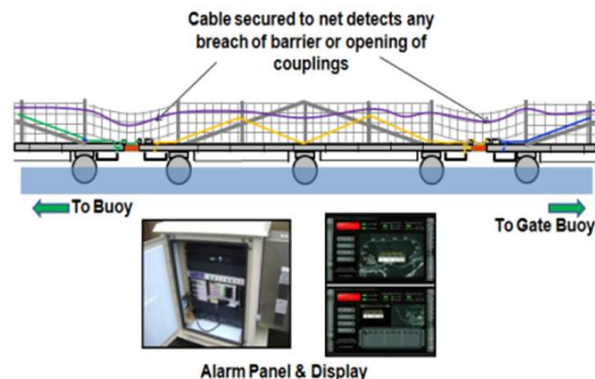 Cable secured to net detects any
breach of barrier or opening of
couplings
To Buoy
To Gate Buoy
Alarm Panel & Display